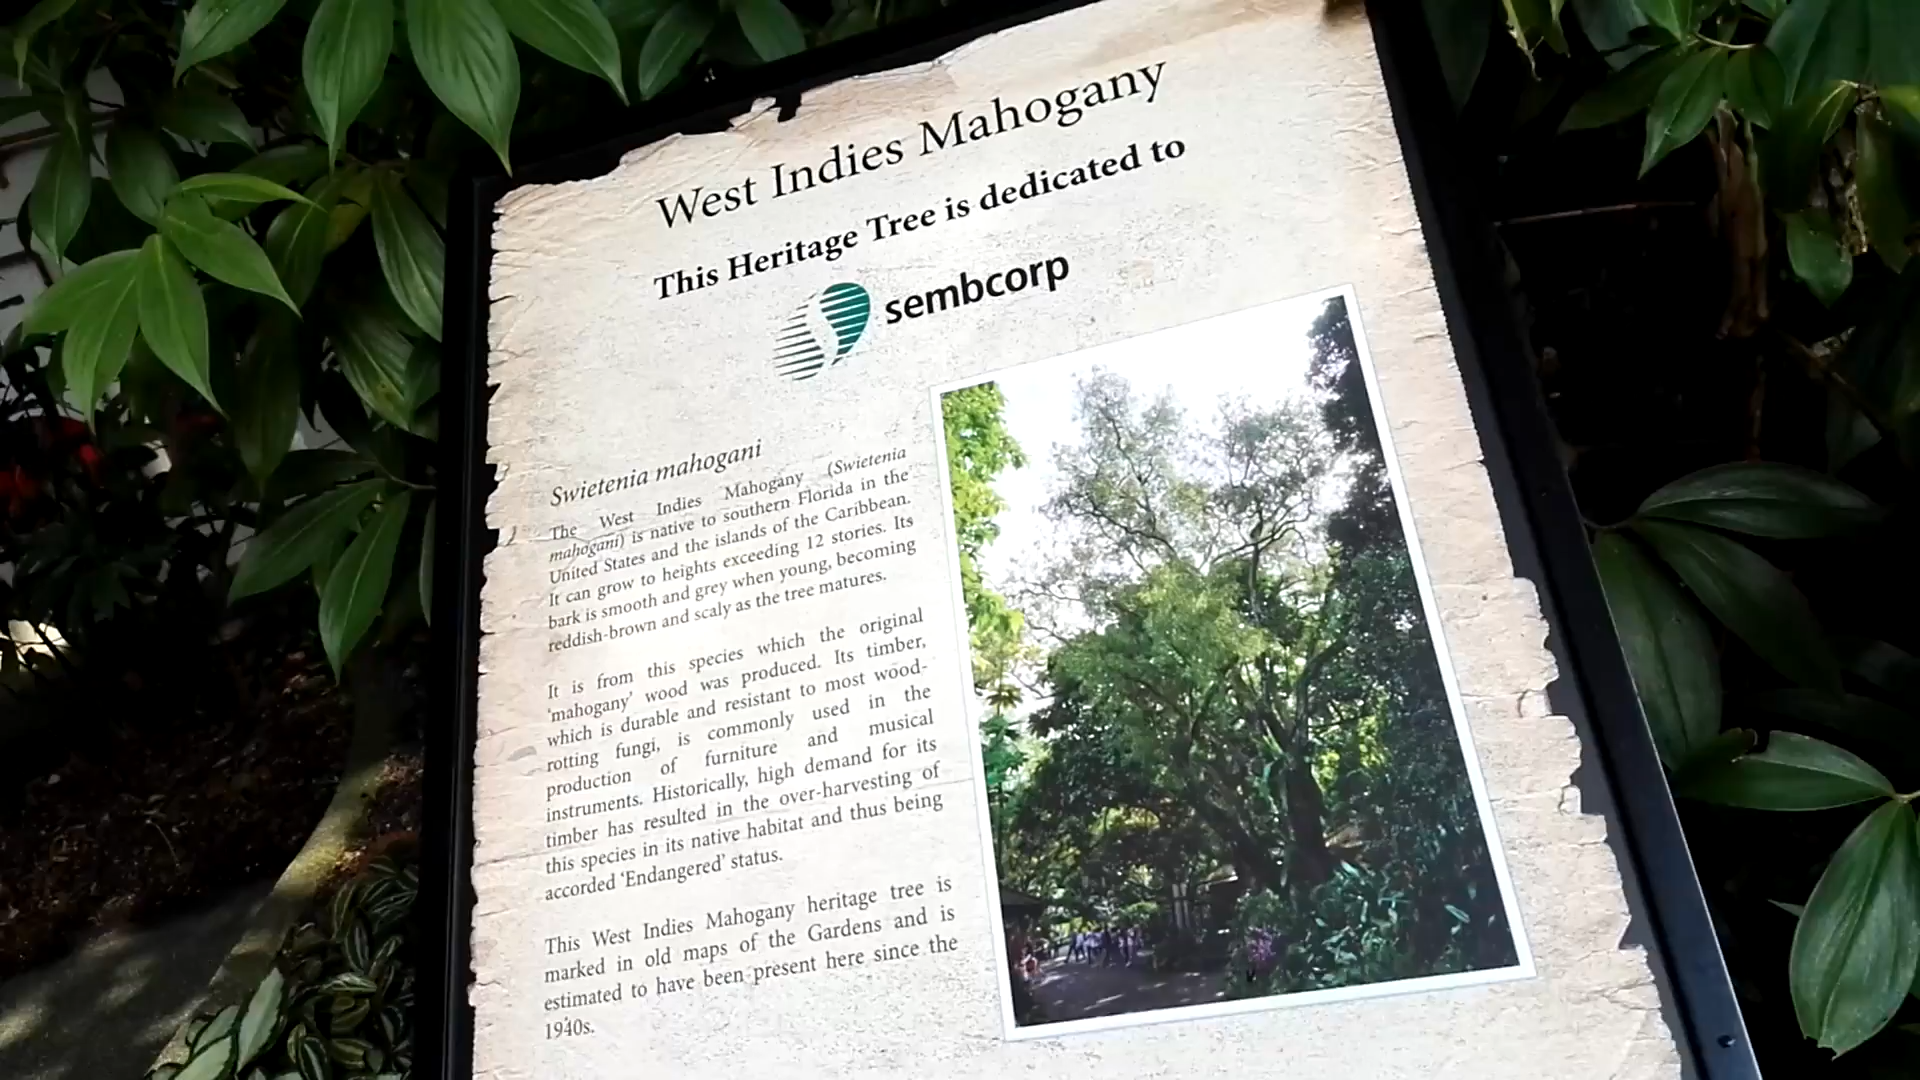 West Indies Mahogany
This Heritage Tree is dedicated to
sembcorp
Swietenia mahogani
The West Indies Mahogany (Swietenia
mahogani) is native to southern Florida in the
United States and the islands of the Caribbean.
It can grow to heights exceeding 12 stories. Its
bark is smooth and grey when young, becoming
reddish-brown and scaly as the tree matures.
It is from this species which the original
'mahogany' wood was produced. Its timber,
which is durable and resistant to most wood-
rotting fungi, is commonly used in the
production of furniture and musical
instruments. Historically, high demand for its
timber has resulted in the over-harvesting of
this species in its native habitat and thus being
accorded 'Endangered' status.
This West Indies Mahogany heritage tree is
marked in old maps of the Gardens and is
estimated to have been present here since the
1940s.